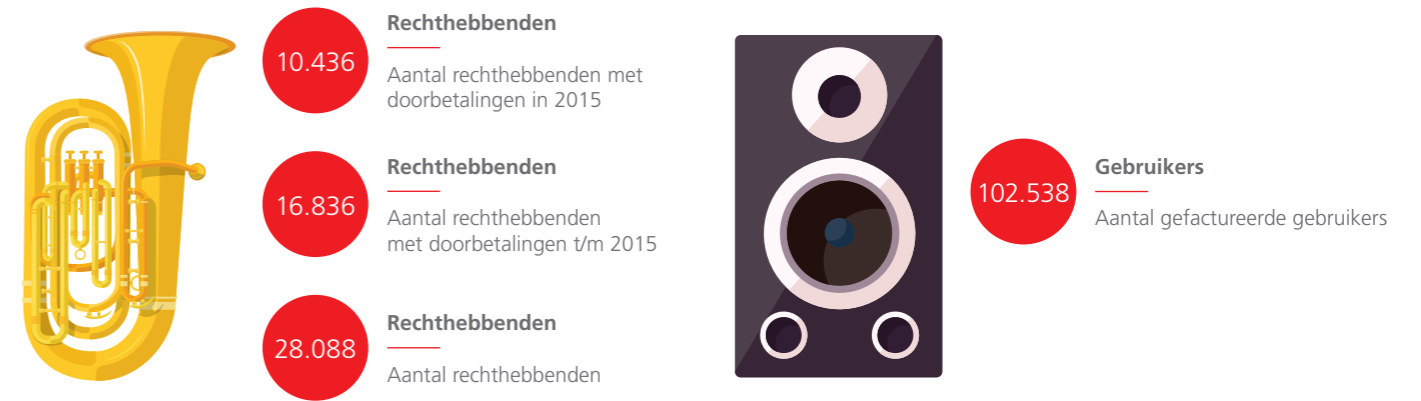 10.436
Rechthebbenden
Aantal rechthebbenden met
doorbetalingen in 2015
16.836
Rechthebbenden
Aantal rechthebbenden
met doorbetalingen t/m 2015
28.088
Rechthebbenden
Aantal rechthebbenden
102.538
Gebruikers
Aantal gefactureerde gebruikers